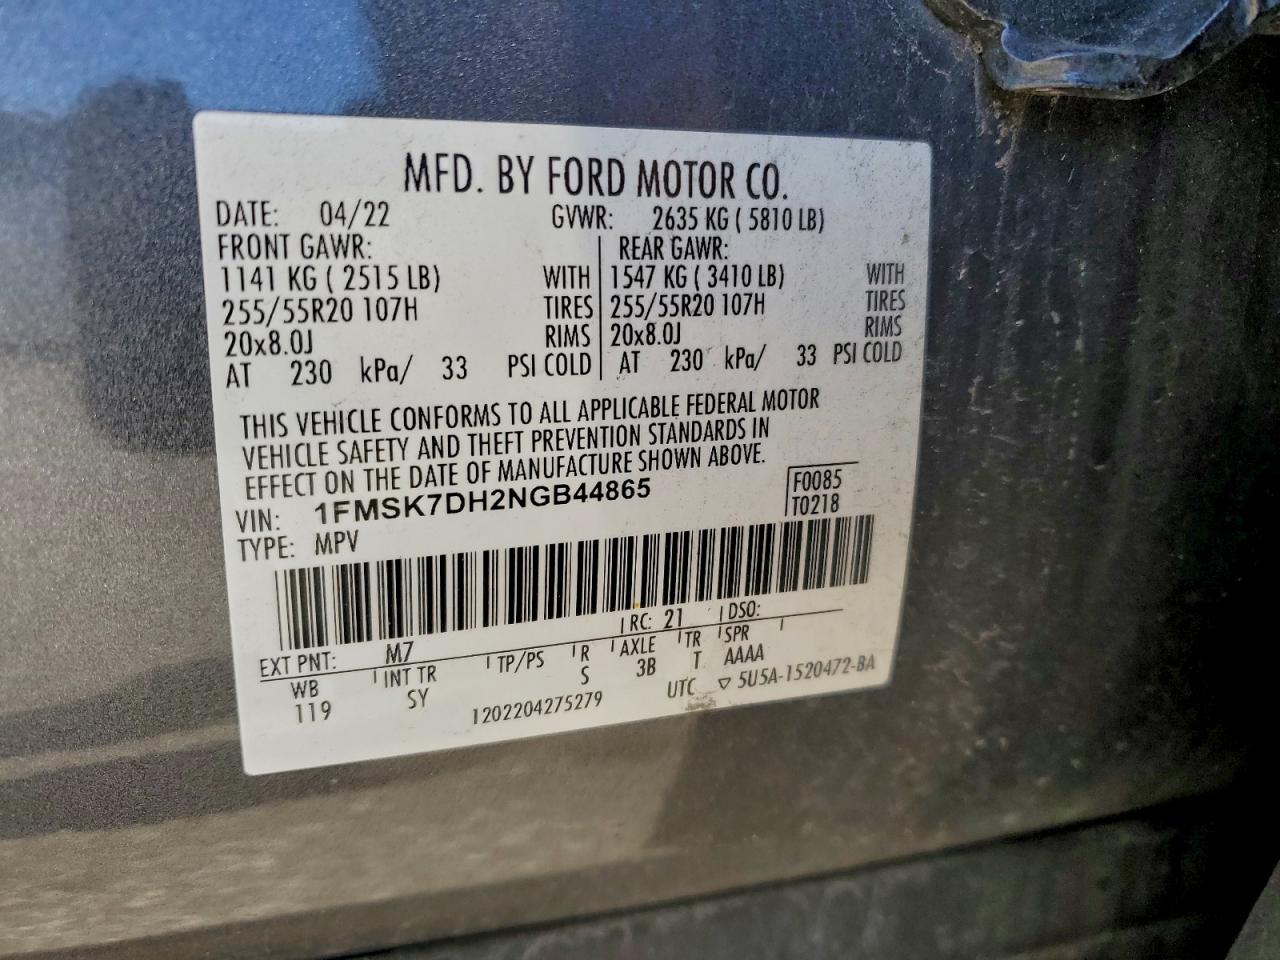 MFD. BY FORD MOTOR CO.
DATE: 04/22 GVWR: 2635 KG ( 5810 LB)
FRONT GAWR: REAR GAWR:
1141 KG ( 2515 LB) WITH 1547 KG ( 3410 LB) WITH
255/55R20 107H TIRES 255/55R20 107H TIRES
20x8.0J RIMS 20x8.0J RIMS
AT 230 kPa/ 33 PSI COLD AT 230 kPa/ 33 PSI COLD
THIS VEHICLE CONFORMS TO ALL APPLICABLE FEDERAL MOTOR
VEHICLE SAFETY AND THEFT PREVENTION STANDARDS IN
EFFECT ON THE DATE OF MANUFACTURE SHOWN ABOVE.
VIN: 1FMSK7DH2NGB44865 F0085
TYPE: MPV T0218
EXT PNT: M7 RC: 21 DSO:
WB INT TR TP/PS R AXLE TR SPR
119 SY S 3B T AAAA
1202204275279 UTC ▽ 5U5A-1520472-BA